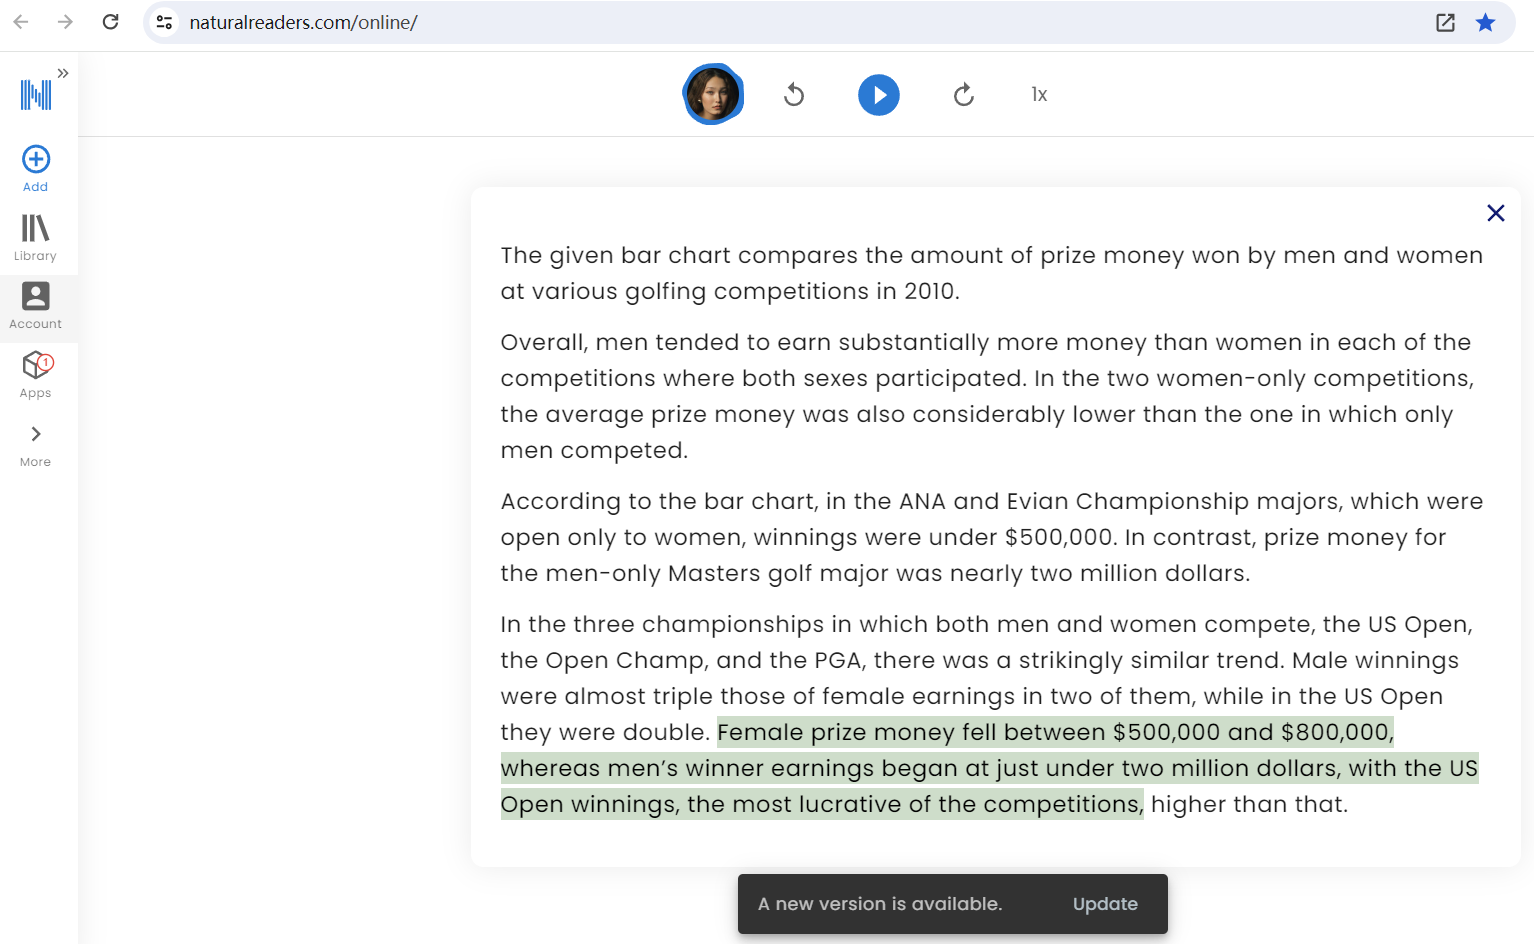 naturalreaders.com/online/
1x
Add
Library
Account
1
Apps
More
The given bar chart compares the amount of prize money won by men and women
at various golfing competitions in 2010.
Overall, men tended to earn substantially more money than women in each of the
competitions where both sexes participated. In the two women-only competitions,
the average prize money was also considerably lower than the one in which only
men competed.
According to the bar chart, in the ANA and Evian Championship majors, which were
open only to women, winnings were under $500,000. In contrast, prize money for
the men-only Masters golf major was nearly two million dollars.
In the three championships in which both men and women compete, the US Open,
the Open Champ, and the PGA, there was a strikingly similar trend. Male winnings
were almost triple those of female earnings in two of them, while in the US Open
they were double. Female prize money fell between $500,000 and $800,000,
whereas men’s winner earnings began at just under two million dollars, with the US
Open winnings, the most lucrative of the competitions, higher than that.
A new version is available. Update